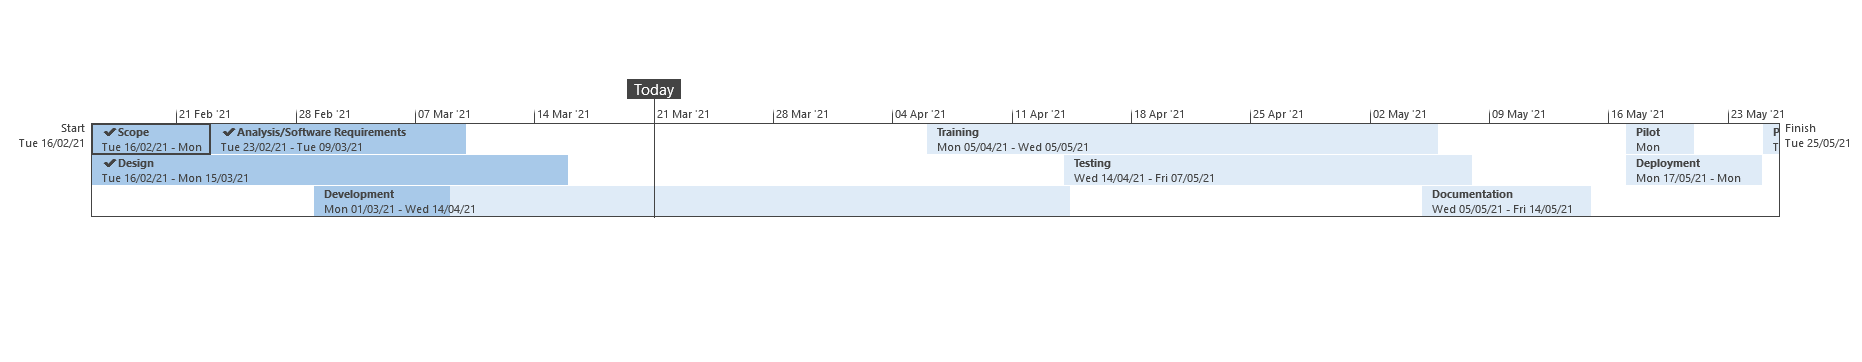 Today
21 Feb '21 28 Feb '21 07 Mar '21 14 Mar '21 21 Mar '21 28 Mar '21 04 Apr '21 11 Apr '21 18 Apr '21 25 Apr '21 02 May '21 09 May '21 16 May '21 23 May '21
Start
Tue 16/02/21
Scope
Tue 16/02/21 - Mon
Analysis/Software Requirements
Tue 23/02/21 - Tue 09/03/21
Training
Mon 05/04/21 - Wed 05/05/21
Pilot
Mon
P
T
Finish
Tue 25/05/21
Design
Tue 16/02/21 - Mon 15/03/21
Testing
Wed 14/04/21 - Fri 07/05/21
Deployment
Mon 17/05/21 - Mon
Development
Mon 01/03/21 - Wed 14/04/21
Documentation
Wed 05/05/21 - Fri 14/05/21